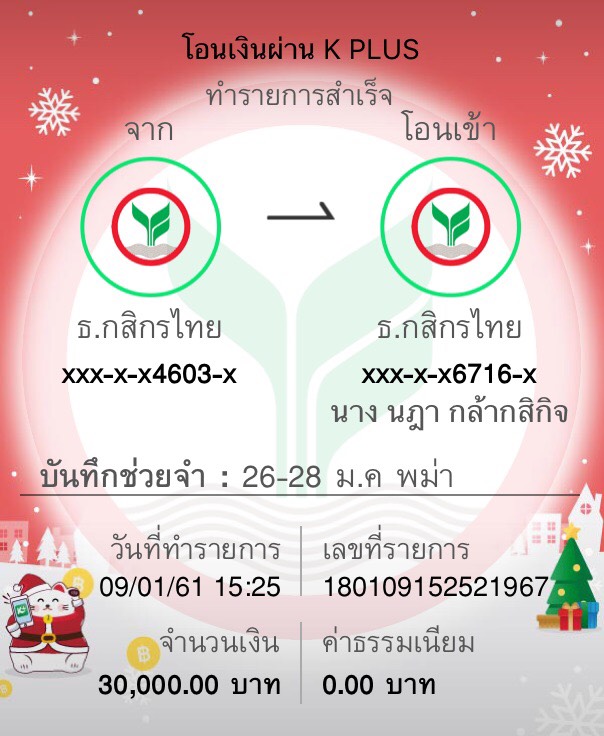 โอนเงินผ่าน K PLUS
ทำรายการสำเร็จ
จาก
โอนเข้า
ธ.กสิกรไทย
ธ.กสิกรไทย
xxx-x-x4603-x
xxx-x-x6716-x
นาง นฎา กล้ากสิกิจ
บันทึกช่วยจำ : 26-28 ม.ค พม่า
วันที่ทำรายการ
เลขที่รายการ
09/01/61 15:25
180109152521967
จำนวนเงิน
ค่าธรรมเนียม
30,000.00 บาท
0.00 บาท
K+